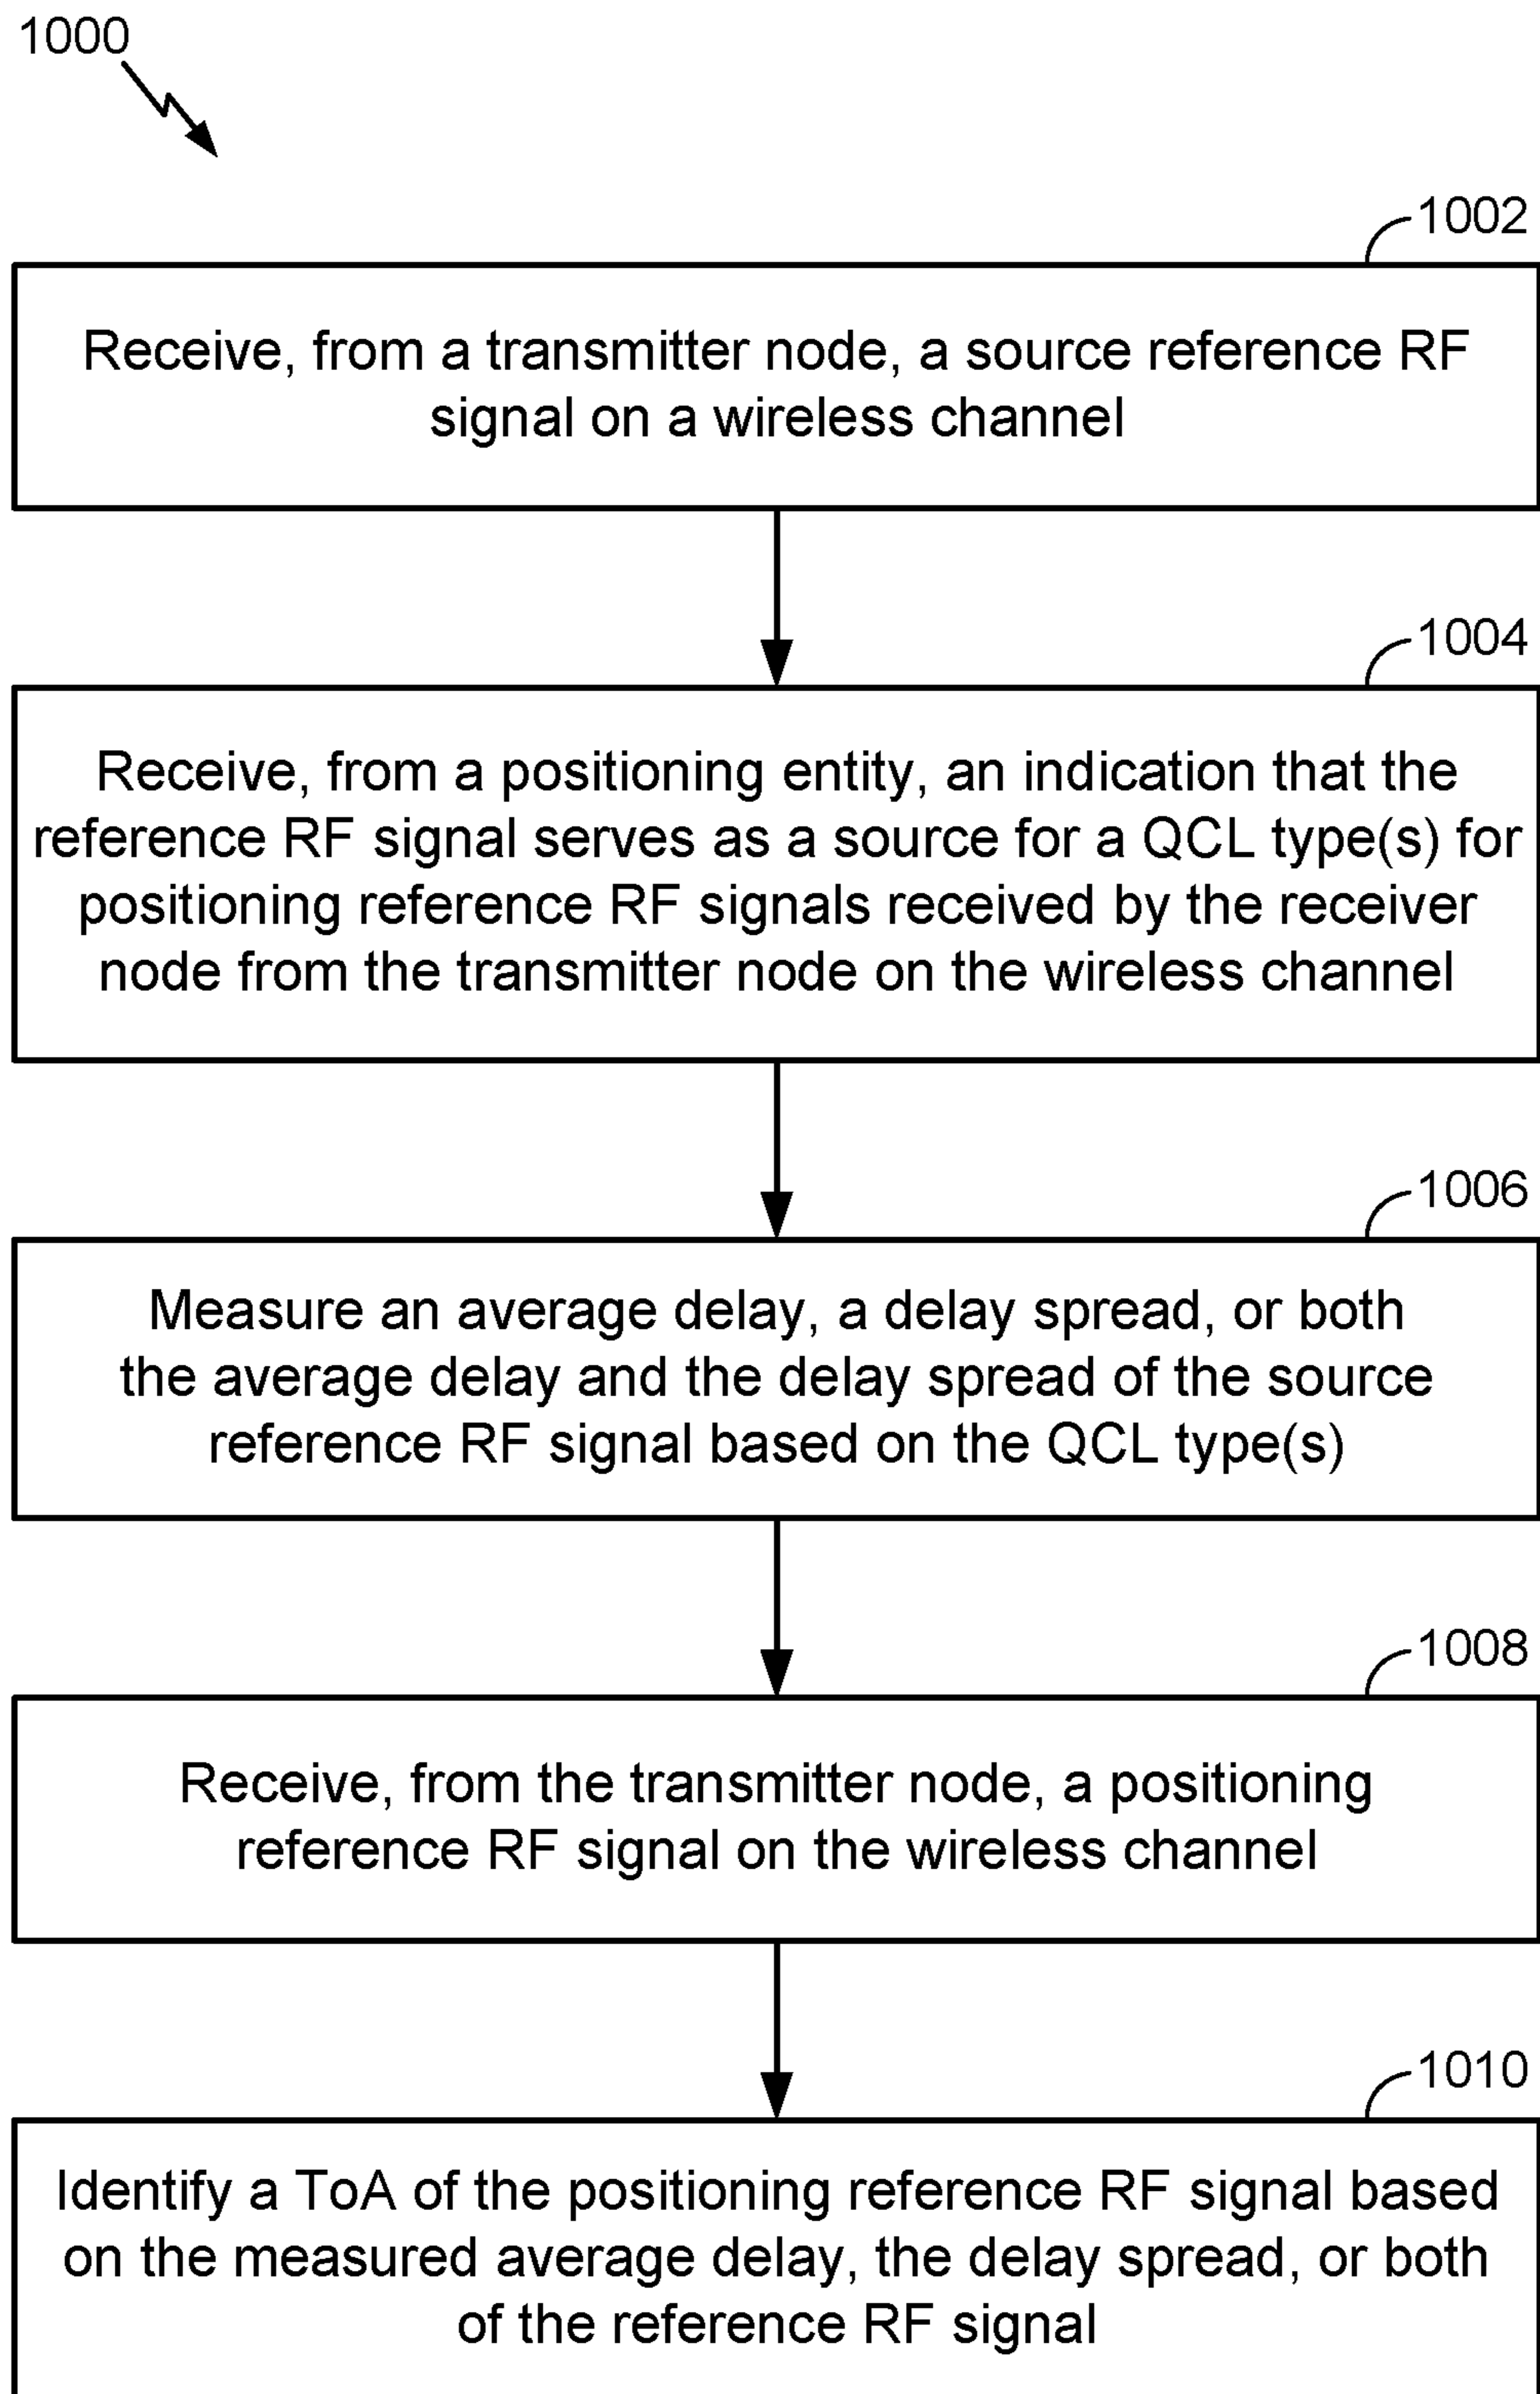 1000
1002
Receive, from a transmitter node, a source reference RF
signal on a wireless channel
1004
Receive, from a positioning entity, an indication that the
reference RF signal serves as a source for a QCL type(s) for
positioning reference RF signals received by the receiver
node from the transmitter node on the wireless channel
1006
Measure an average delay, a delay spread, or both
the average delay and the delay spread of the source
reference RF signal based on the QCL type(s)
1008
Receive, from the transmitter node, a positioning
reference RF signal on the wireless channel
1010
Identify a ToA of the positioning reference RF signal based
on the measured average delay, the delay spread, or both
of the reference RF signal